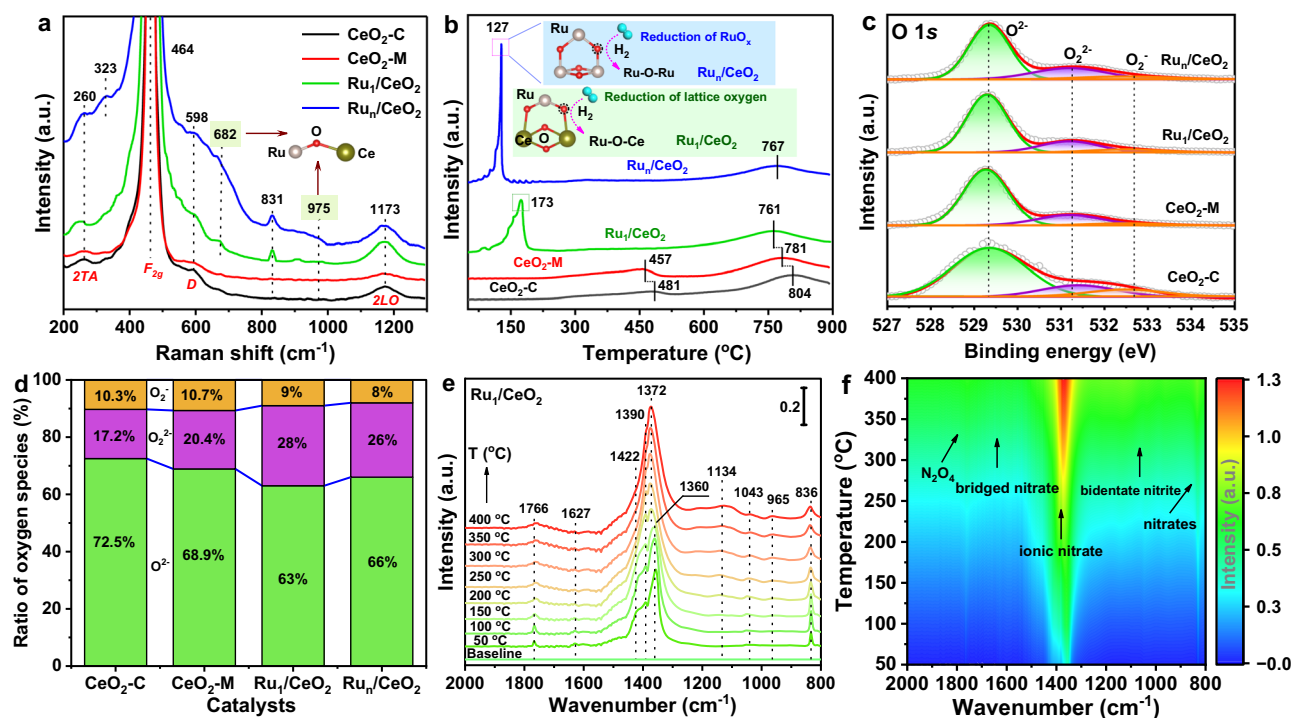 a
464
323
260
598
682
831
975
1173
2TA
F2g
D
2LO
CeO2-C
CeO2-M
Ru1/CeO2
Run/CeO2
O
Ru
Ce
Intensity (a.u.)
200 400 600 800 1000 1200
Raman shift (cm-1)
b
127
Ru
H2
Reduction of RuOx
Ru-O-Ru
Run/CeO2
Ru
H2
Reduction of lattice oxygen
Ce
O
Ru-O-Ce
Ru1/CeO2
Run/CeO2
767
173
Ru1/CeO2
761
CeO2-M
457
781
CeO2-C
481
804
Intensity (a.u.)
150 300 450 600 750 900
Temperature (oC)
c
O 1s
O2-
O22-
O2-
Run/CeO2
Ru1/CeO2
CeO2-M
CeO2-C
Intensity (a.u.)
527 528 529 530 531 532 533 534 535
Binding energy (eV)
d
Ratio of oxygen species (%)
100
80
60
40
20
0
10.3%
O2-
10.7%
9%
8%
17.2%
O22-
20.4%
28%
26%
72.5%
O2-
68.9%
63%
66%
CeO2-C
CeO2-M
Ru1/CeO2
Run/CeO2
Catalysts
e
Ru1/CeO2
1372
1390
0.2
1422
1360
1134
1043
965
836
1766
1627
T (oC)
400 oC
350 oC
300 oC
250 oC
200 oC
150 oC
100 oC
50 oC
Baseline
Intensity (a.u.)
2000 1800 1600 1400 1200 1000 800
Wavenumber (cm-1)
f
Temperature (°C)
400
350
300
250
200
150
100
50
N2O4
bridged nitrate
bidentate nitrite
nitrates
ionic nitrate
2000 1800 1600 1400 1200 1000 800
Wavenumber (cm-1)
1.3
1.0
0.8
0.5
0.3
−0.0
Intensity (a.u.)